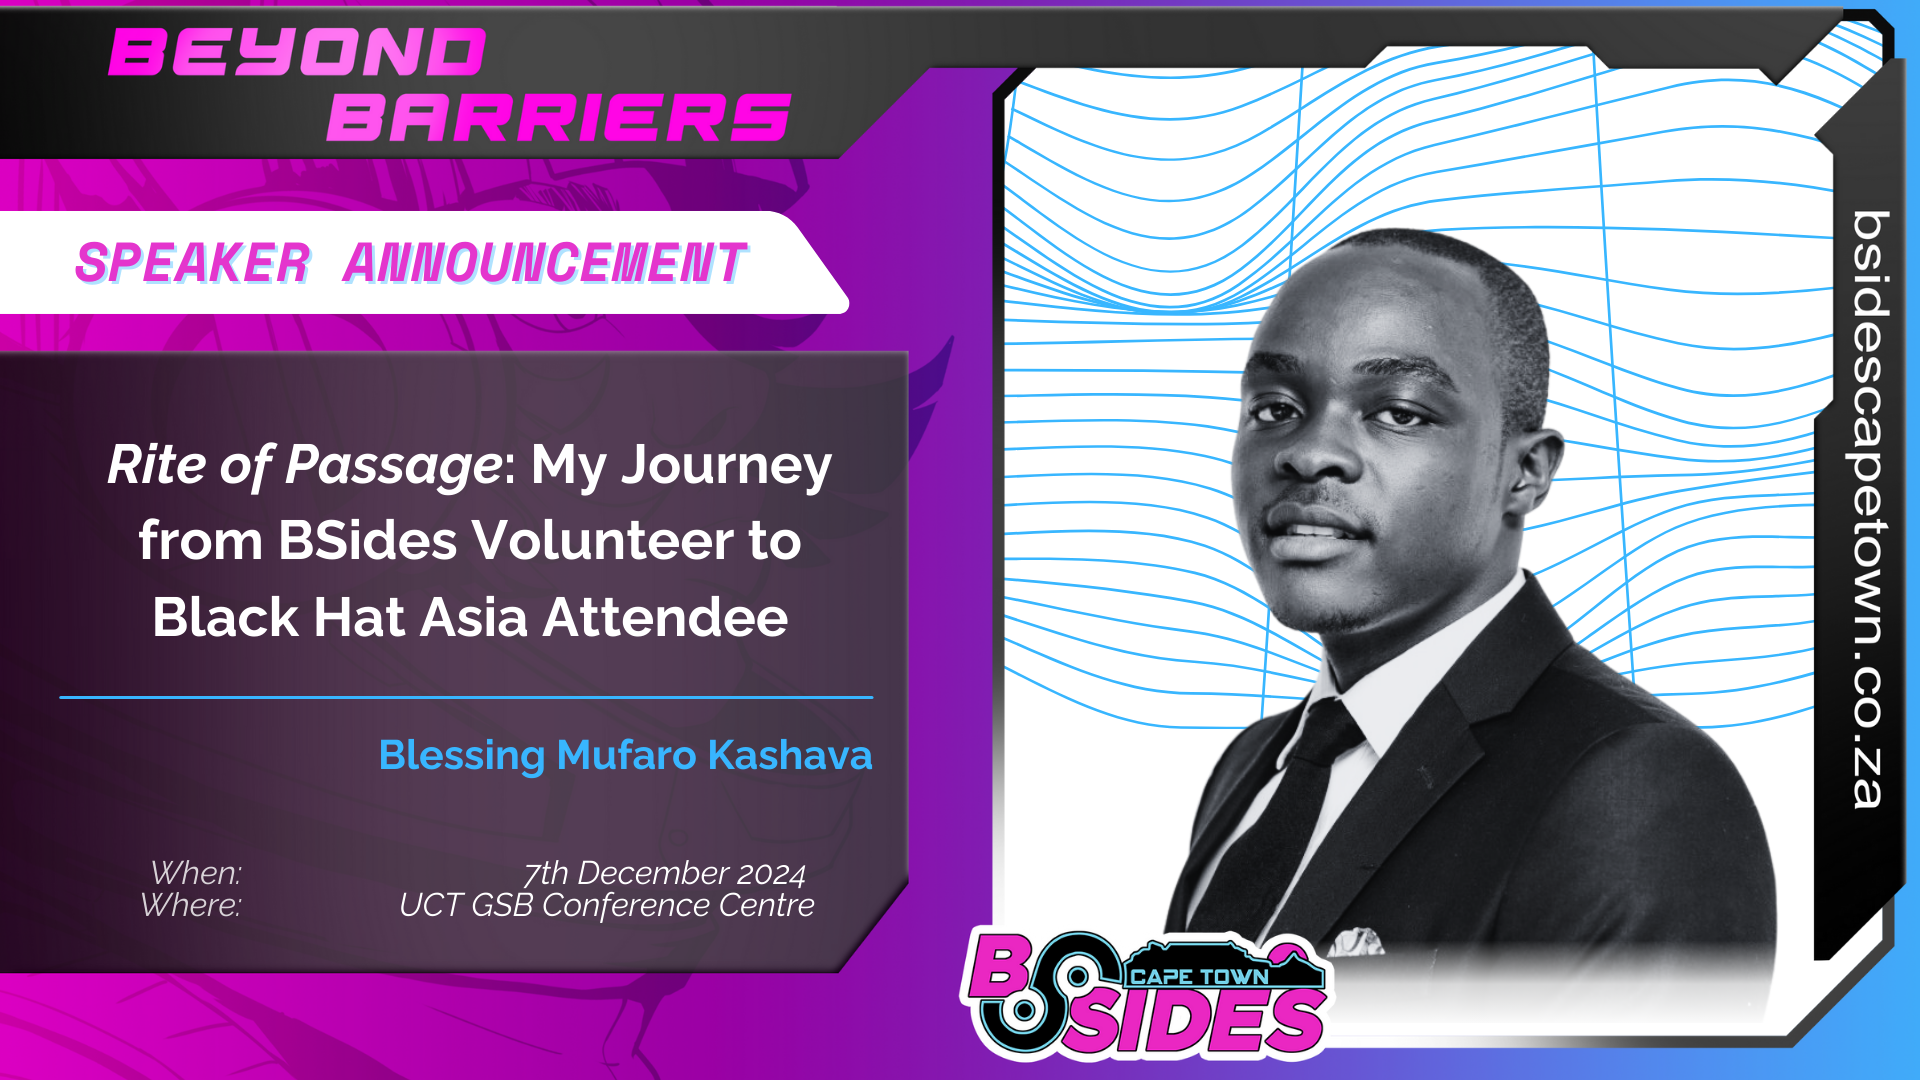 BEYOND
BARRIERS
SPEAKER ANNOUNCEMENT
Rite of Passage: My Journey
from BSides Volunteer to
Black Hat Asia Attendee
Blessing Mufaro Kashava
When: 7th December 2024
Where: UCT GSB Conference Centre
bsidescapetown.co.za
B
CAPE TOWN
SIDES